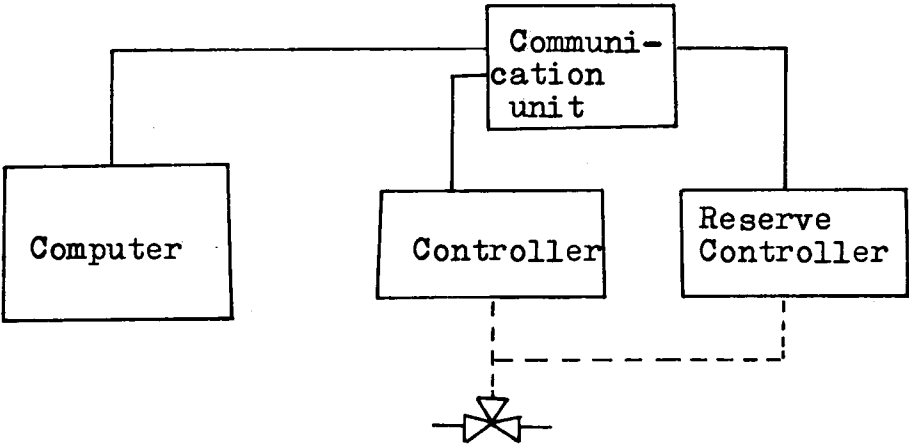 Communi-
cation
unit
Computer
Controller
Reserve
Controller